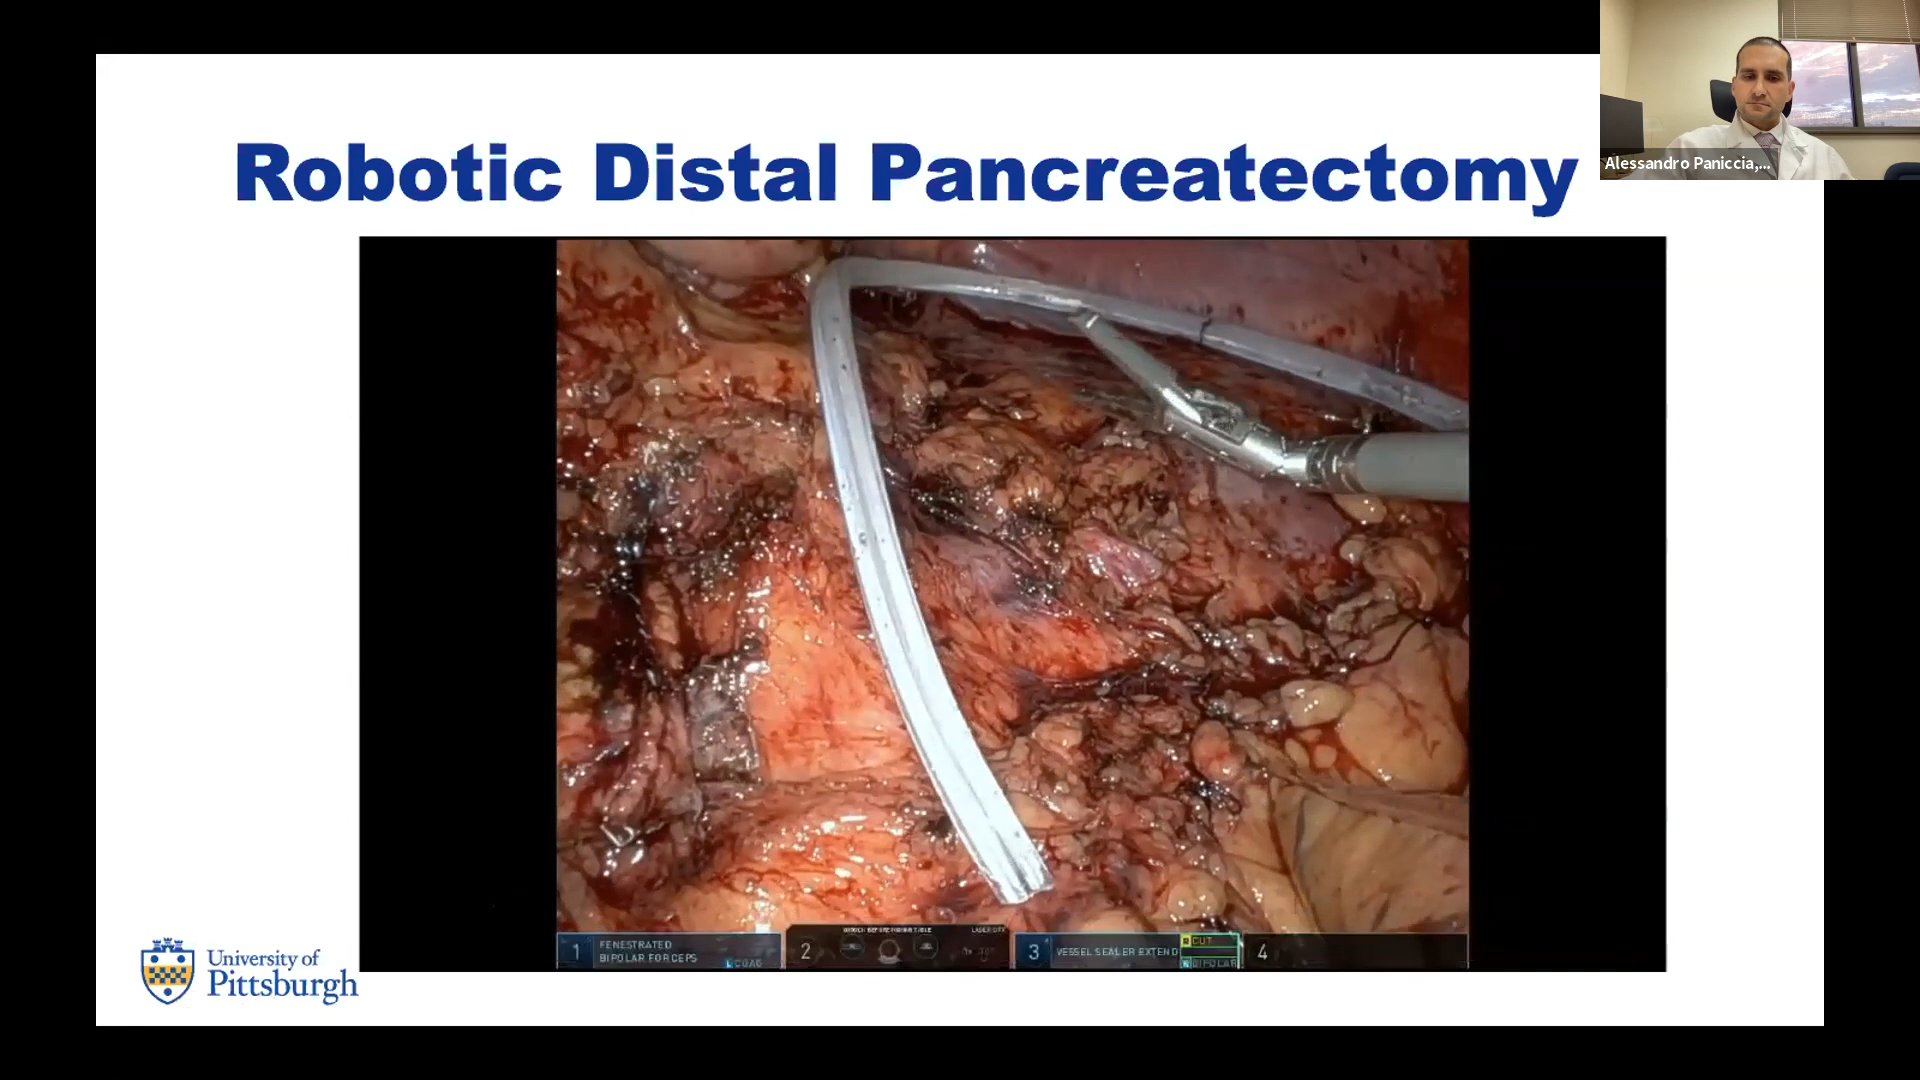 Alessandro Paniccia,...
Robotic Distal Pancreatectomy
1
FENESTRATED
BIPOLAR FORCEPS
COAG
2
3
VESSEL SEALER EXTEND
CUT
BIPOLAR
4
University of
Pittsburgh